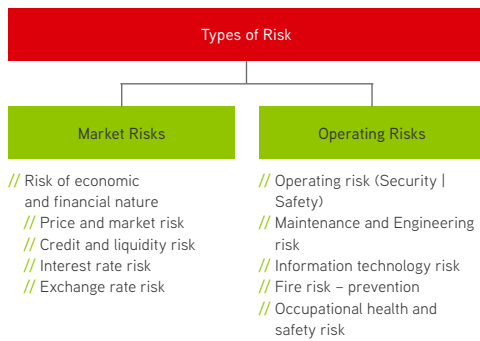 Types of Risk
Market Risks
// Risk of economic
and financial nature
// Price and market risk
// Credit and liquidity risk
// Interest rate risk
// Exchange rate risk
Operating Risks
// Operating risk (Security |
Safety)
// Maintenance and Engineering
risk
// Information technology risk
// Fire risk – prevention
// Occupational health and
safety risk